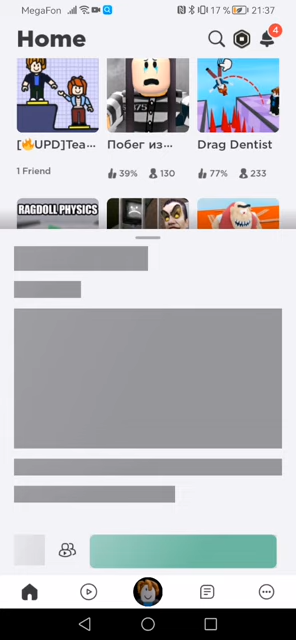 MegaFon 17 % 21:37
Home
4
[🔥UPD]Tea...
Побег из...
Drag Dentist
1 Friend
39% 130
77% 233
RAGDOLL PHYSICS